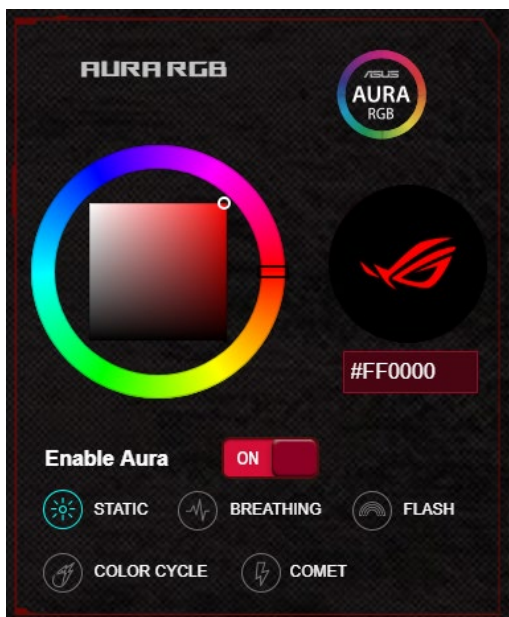 AURA RGB
ASUS
AURA
RGB
#FF0000
Enable Aura ON
STATIC BREATHING FLASH
COLOR CYCLE COMET